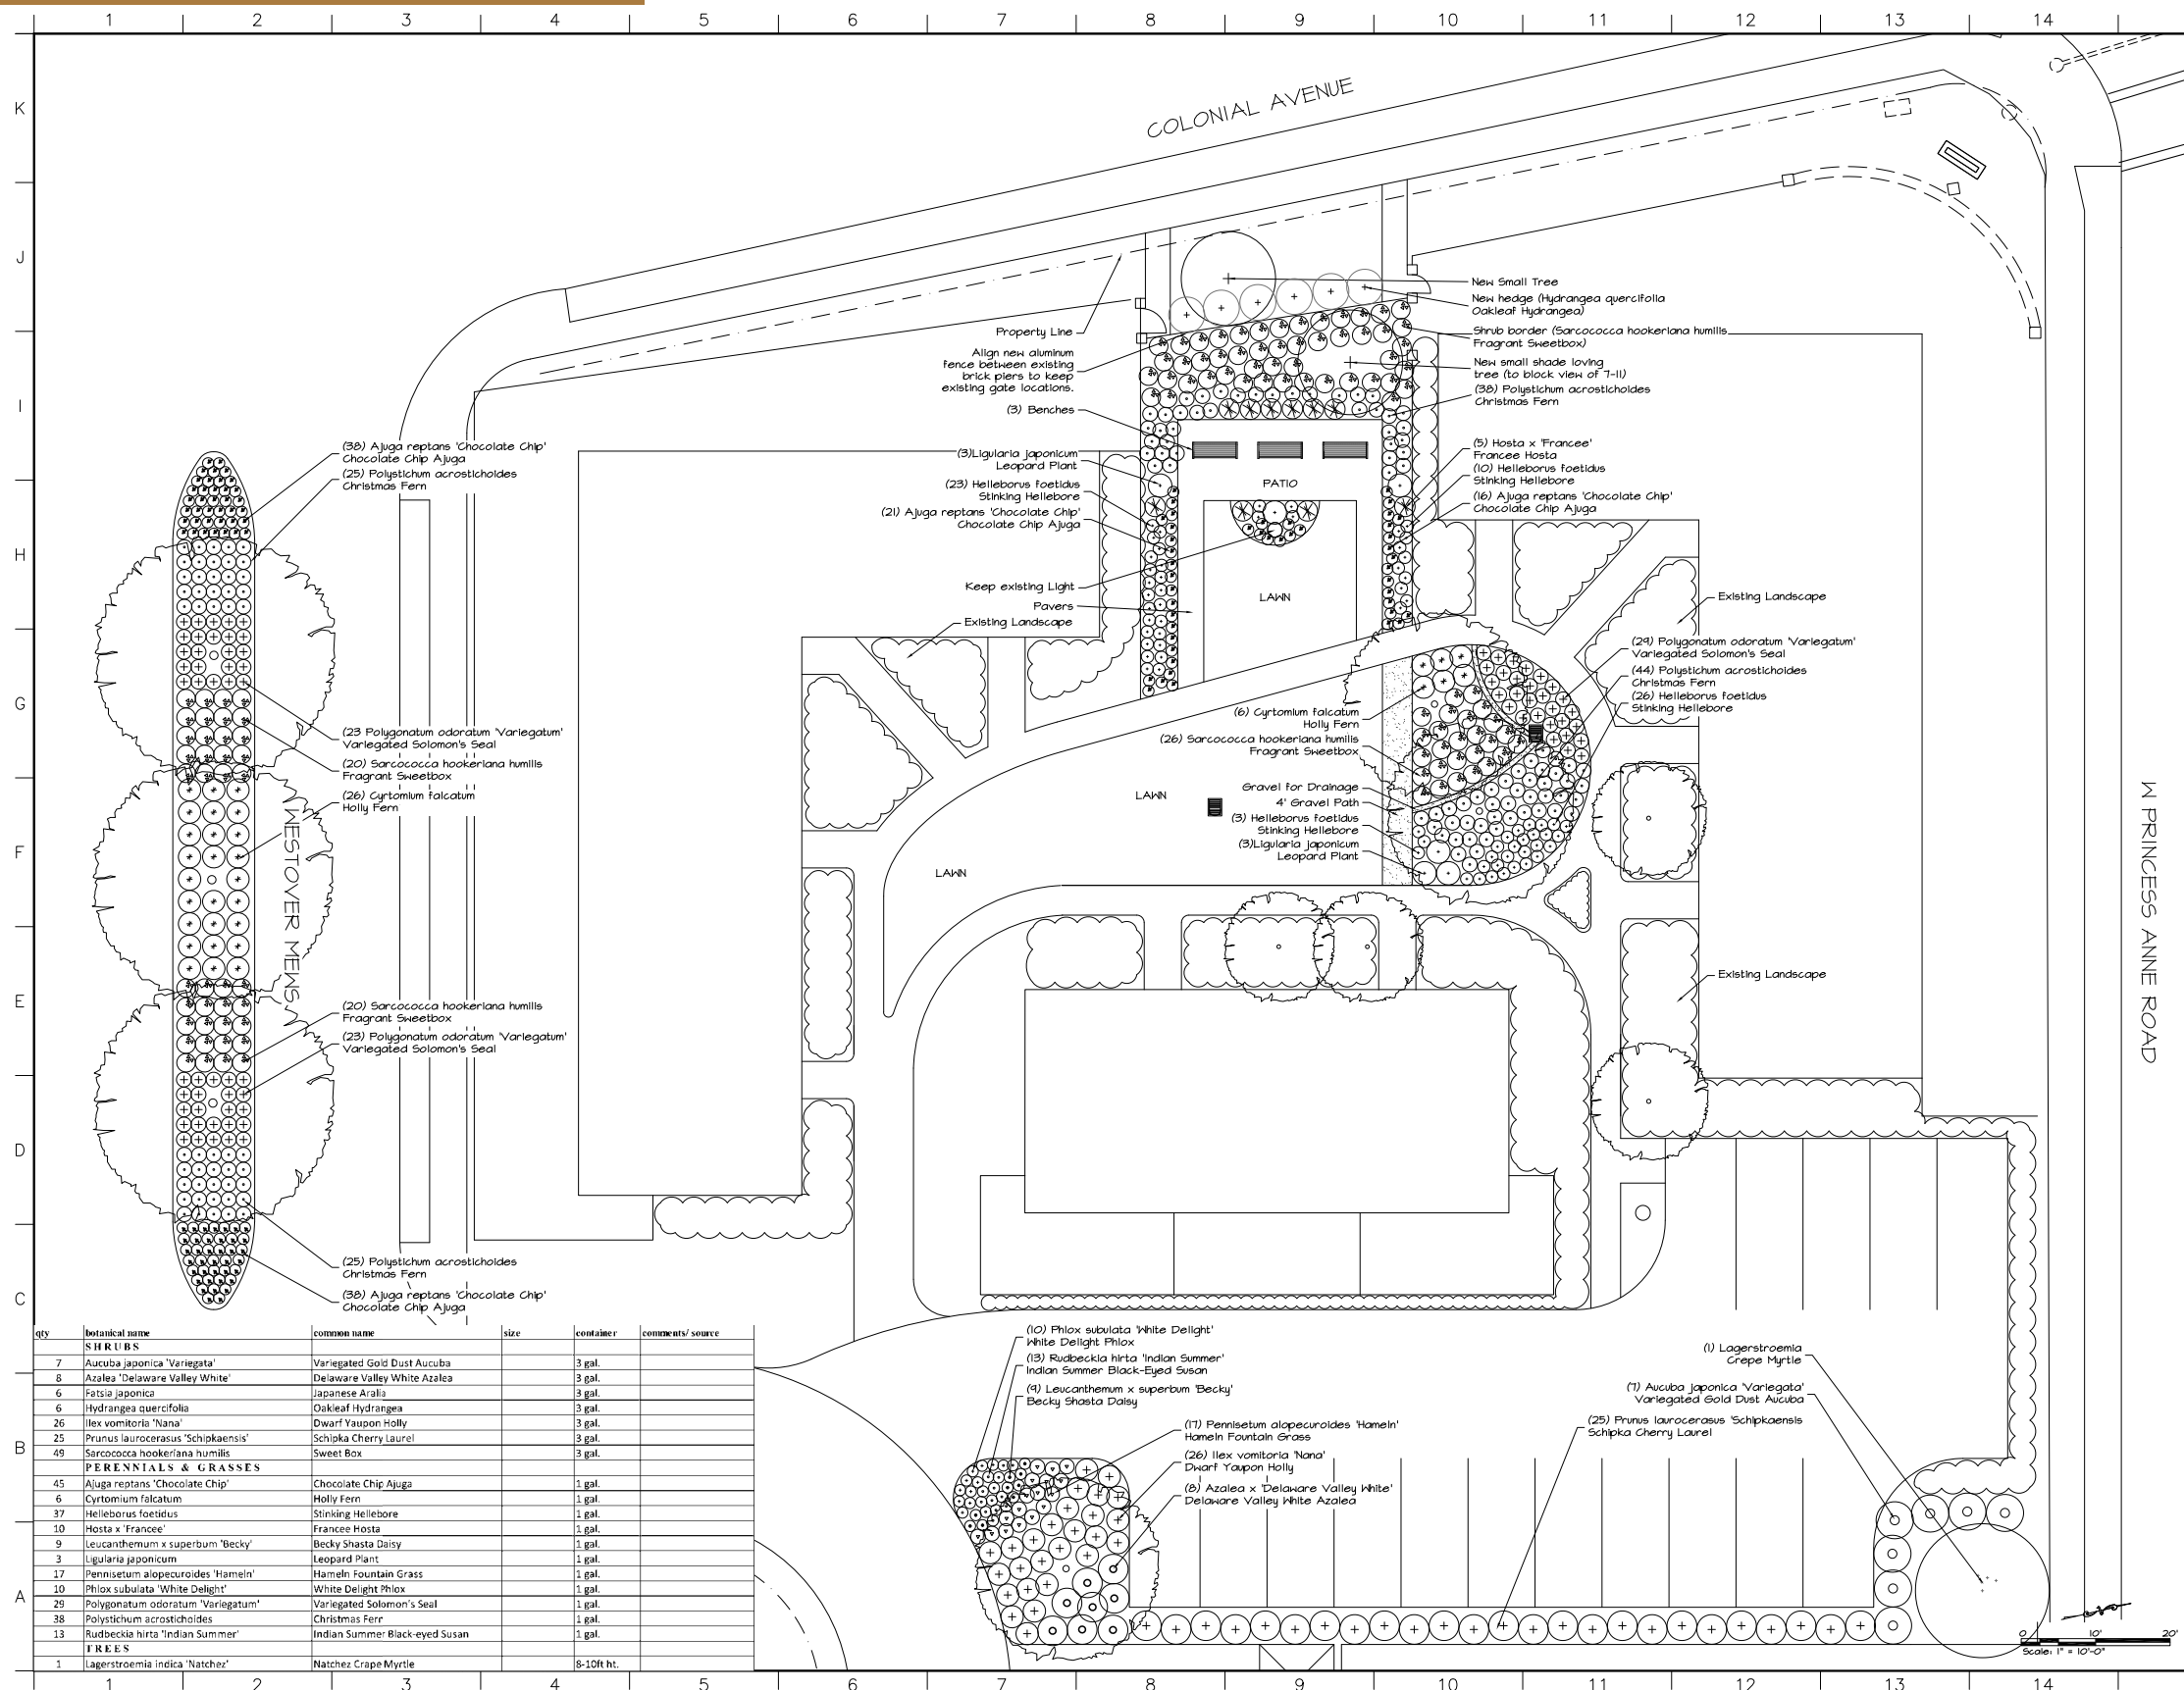 1 2 3 4 5 6 7 8 9 10 11 12 13 14
K
J
I
H
G
F
E
D
C
B
A
COLONIAL AVENUE
W PRINCESS ANNE ROAD
WESTOVER MEWS
New Small Tree
New hedge (Hydrangea quercifolia
Oakleaf Hydrangea)
Shrub border (Sarcococca hookeriana humilis
Fragrant Sweetbox)
New small shade loving
tree (to block view of 7-11)
(38) Polystichum acrostichoides
Christmas Fern
(5) Hosta x 'Francee'
Francee Hosta
(10) Helleborus foetidus
Stinking Hellebore
(16) Ajuga reptans 'Chocolate Chip'
Chocolate Chip Ajuga
Property Line
Align new aluminum
fence between existing
brick piers to keep
existing gate locations.
(3) Benches
(3)Ligularia japonicum
Leopard Plant
(23) Helleborus foetidus
Stinking Hellebore
(21) Ajuga reptans 'Chocolate Chip'
Chocolate Chip Ajuga
Keep existing Light
Pavers
Existing Landscape
PATIO
LAWN
(38) Ajuga reptans 'Chocolate Chip'
Chocolate Chip Ajuga
(25) Polystichum acrostichoides
Christmas Fern
(23 Polygonatum odoratum 'Variegatum'
Variegated Solomon's Seal
(20) Sarcococca hookeriana humilis
Fragrant Sweetbox
(26) Cyrtomium falcatum
Holly Fern
(20) Sarcococca hookeriana humilis
Fragrant Sweetbox
(23) Polygonatum odoratum 'Variegatum'
Variegated Solomon's Seal
(25) Polystichum acrostichoides
Christmas Fern
(38) Ajuga reptans 'Chocolate Chip'
Chocolate Chip Ajuga
Existing Landscape
(29) Polygonatum odoratum 'Variegatum'
Variegated Solomon's Seal
(44) Polystichum acrostichoides
Christmas Fern
(26) Helleborus foetidus
Stinking Hellebore
(6) Cyrtomium falcatum
Holly Fern
(26) Sarcococca hookeriana humilis
Fragrant Sweetbox
Gravel for Drainage
4' Gravel Path
(3) Helleborus foetidus
Stinking Hellebore
(3)Ligularia japonicum
Leopard Plant
LAWN
LAWN
Existing Landscape
(10) Phlox subulata 'White Delight'
White Delight Phlox
(13) Rudbeckia hirta 'Indian Summer'
Indian Summer Black-Eyed Susan
(9) Leucanthemum x superbum 'Becky'
Becky Shasta Daisy
(17) Pennisetum alopecuroides 'Hameln'
Hameln Fountain Grass
(26) Ilex vomitoria 'Nana'
Dwarf Yaupon Holly
(8) Azalea x 'Delaware Valley White'
Delaware Valley White Azalea
(1) Lagerstroemia
Crepe Myrtle
(7) Aucuba japonica 'Variegata'
Variegated Gold Dust Aucuba
(25) Prunus laurocerasus 'Schipkaensis
Schipka Cherry Laurel
qty botanical name common name size container comments/ source
SHRUBS
7 Aucuba japonica 'Variegata' Variegated Gold Dust Aucuba 3 gal.
8 Azalea 'Delaware Valley White' Delaware Valley White Azalea 3 gal.
6 Fatsia japonica Japanese Aralia 3 gal.
6 Hydrangea quercifolia Oakleaf Hydrangea 3 gal.
26 Ilex vomitoria 'Nana' Dwarf Yaupon Holly 3 gal.
25 Prunus laurocerasus 'Schipkaensis' Schipka Cherry Laurel 3 gal.
49 Sarcococca hookeriana humilis Sweet Box 3 gal.
PERENNIALS & GRASSES
45 Ajuga reptans 'Chocolate Chip' Chocolate Chip Ajuga 1 gal.
6 Cyrtomium falcatum Holly Fern 1 gal.
37 Helleborus foetidus Stinking Hellebore 1 gal.
10 Hosta x 'Francee' Francee Hosta 1 gal.
9 Leucanthemum x superbum 'Becky' Becky Shasta Daisy 1 gal.
3 Ligularia japonicum Leopard Plant 1 gal.
17 Pennisetum alopecuroides 'Hameln' Hameln Fountain Grass 1 gal.
10 Phlox subulata 'White Delight' White Delight Phlox 1 gal.
29 Polygonatum odoratum 'Variegatum' Variegated Solomon's Seal 1 gal.
38 Polystichum acrostichoides Christmas Fern 1 gal.
13 Rudbeckia hirta 'Indian Summer' Indian Summer Black-eyed Susan 1 gal.
TREES
1 Lagerstroemia indica 'Natchez' Natchez Crape Myrtle 8-10ft ht.
0 10' 20'
Scale: 1" = 10'-0"
1 2 3 4 5 6 7 8 9 10 11 12 13 14